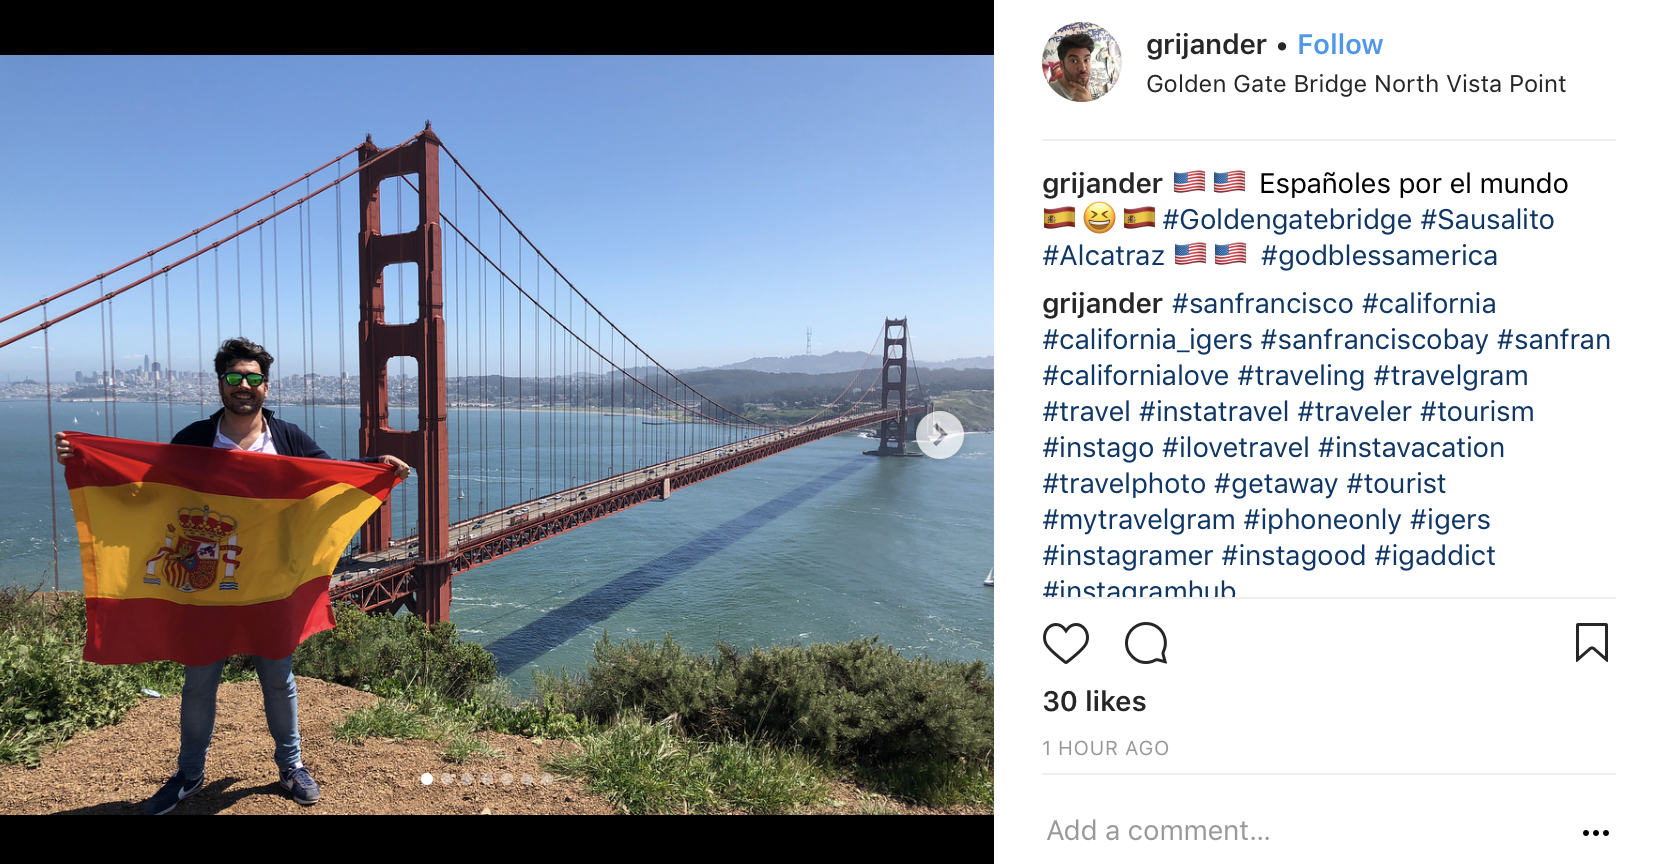 grijander • Follow
Golden Gate Bridge North Vista Point
grijander 🇺🇸 🇺🇸 Españoles por el mundo
🇪🇸 😆 🇪🇸 #Goldengatebridge #Sausalito
#Alcatraz 🇺🇸 🇺🇸 #godblessamerica
grijander #sanfrancisco #california
#california_igers #sanfranciscobay #sanfran
#californialove #traveling #travelgram
#travel #instatravel #traveler #tourism
#instago #ilovetravel #instavacation
#travelphoto #getaway #tourist
#mytravelgram #iphoneonly #igers
#instagramer #instagood #igaddict
#instagramhub
30 likes
1 HOUR AGO
Add a comment...